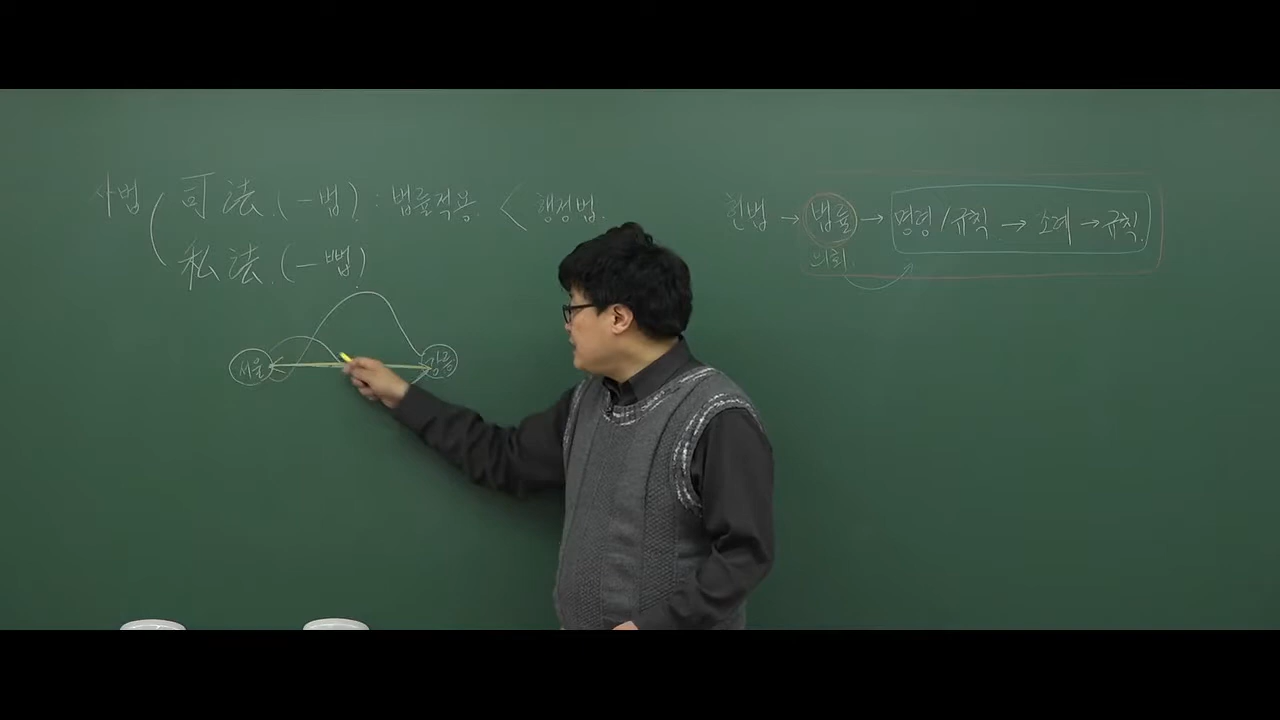 사법 ( 司法. (-법) : 법률적용. < 행정법.
私法. (-뻡)
서울 강릉
헌법 → 법률 → 명령/규칙 → 조례 → 규칙.
의회.